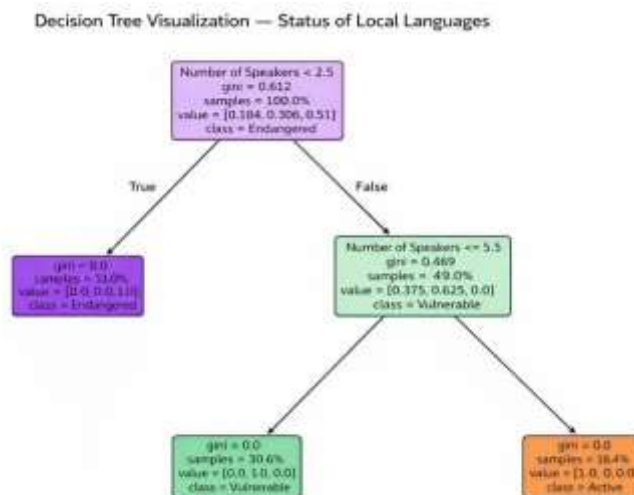 Decision Tree Visualization — Status of Local Languages
Number of Speakers < 2.5
gini = 0.612
samples = 100.0%
value = [0.184, 0.306, 0.51]
class = Endangered
True
False
gini = 0.0
samples = 51.0%
value = [0.0, 0.0, 1.0]
class = Endangered
Number of Speakers <= 5.5
gini = 0.469
samples = 49.0%
value = [0.375, 0.625, 0.0]
class = Vulnerable
gini = 0.0
samples = 30.6%
value = [0.0, 1.0, 0.0]
class = Vulnerable
gini = 0.0
samples = 18.4%
value = [1.0, 0.0,0.0
class = Active